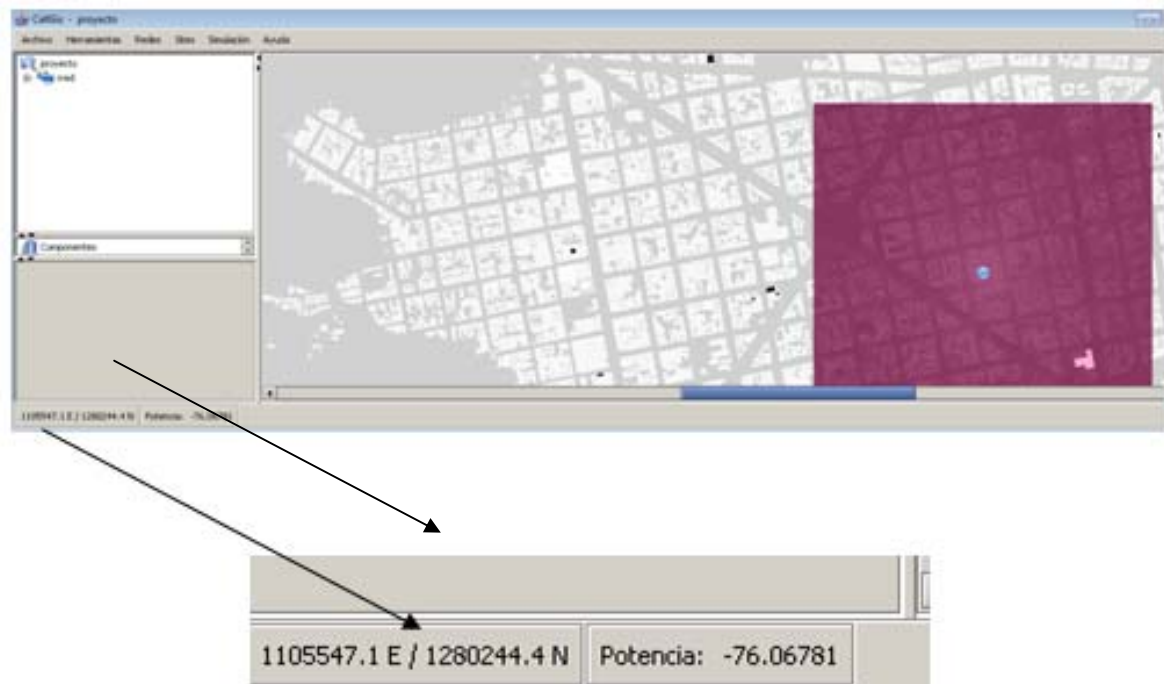 proyecto
Archivo Herramientas Redes Sites Simulación Ayuda
proyecto
Componentes
1105547.1 E / 1280244.4 N Potencia: -76.06781
1105547.1 E / 1280244.4 N Potencia: -76.06781